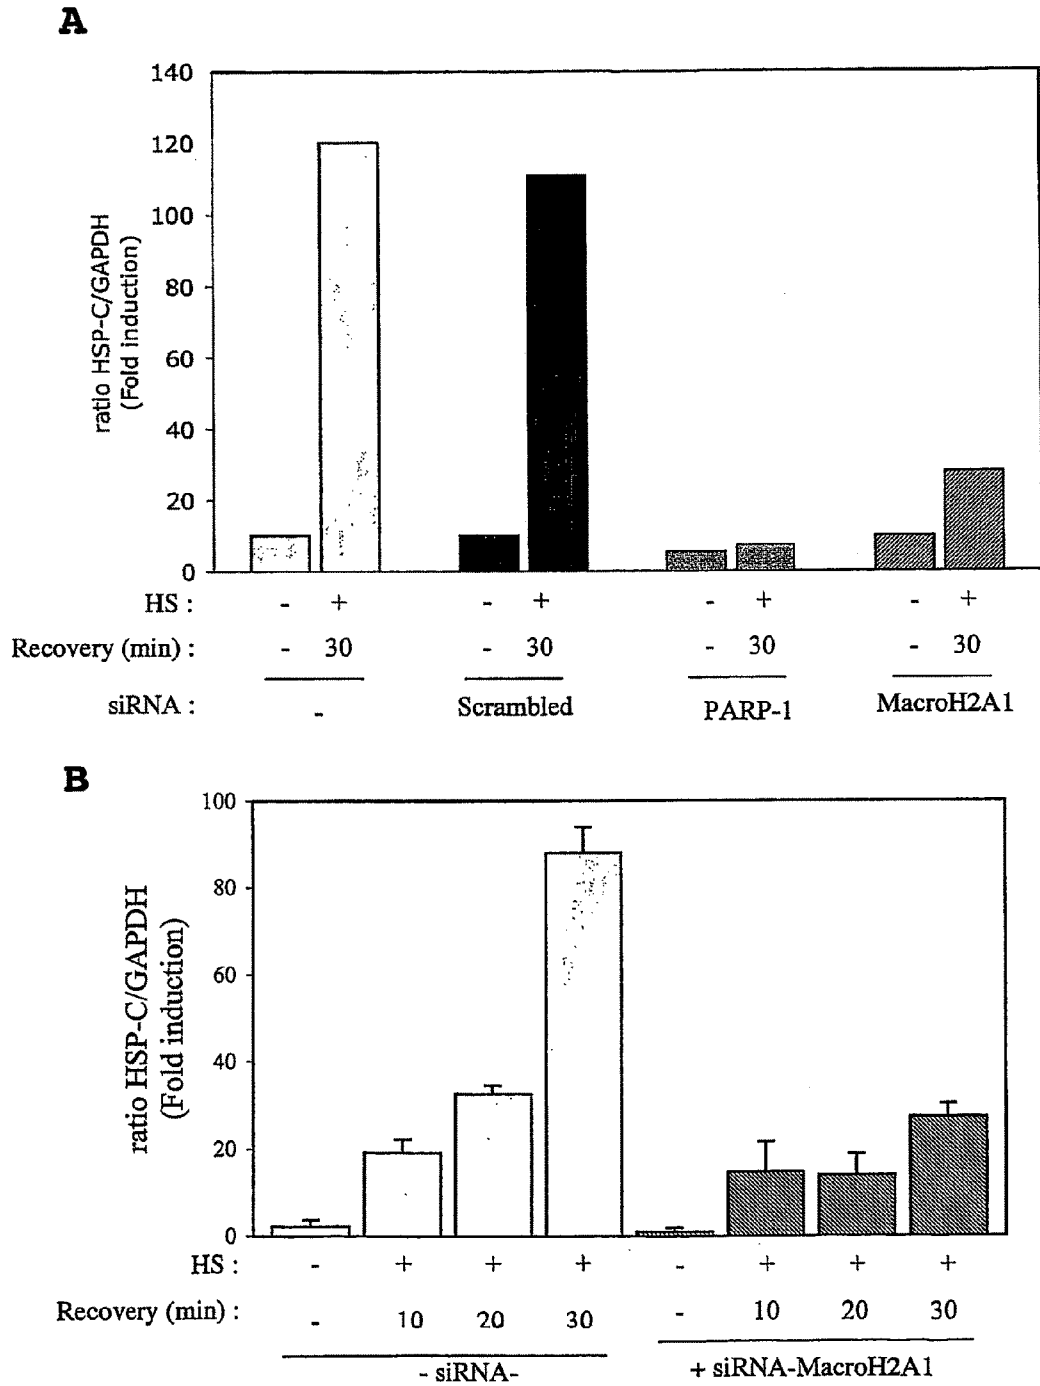 A
140
120
100
80
60
40
20
0
ratio HSP-C/GAPDH
(Fold induction)
HS : - + - + - + - +
Recovery (min) : - 30 - 30 - 30 - 30
siRNA : - Scrambled PARP-1 MacroH2A1
B
100
80
60
40
20
0
ratio HSP-C/GAPDH
(Fold induction)
HS : - + + + - + + +
Recovery (min) : - 10 20 30 - 10 20 30
- siRNA- + siRNA-MacroH2A1